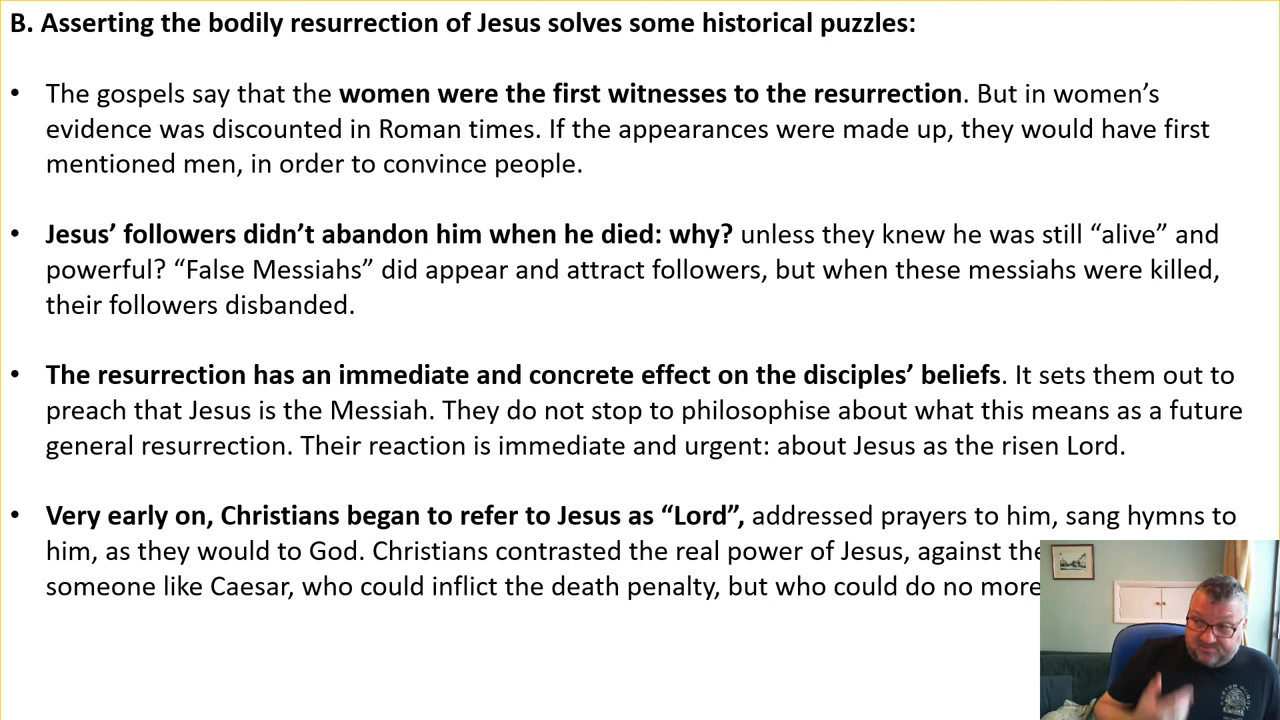 B. Asserting the bodily resurrection of Jesus solves some historical puzzles:
• The gospels say that the women were the first witnesses to the resurrection. But in women’s
evidence was discounted in Roman times. If the appearances were made up, they would have first
mentioned men, in order to convince people.
• Jesus’ followers didn’t abandon him when he died: why? unless they knew he was still “alive” and
powerful? “False Messiahs” did appear and attract followers, but when these messiahs were killed,
their followers disbanded.
• The resurrection has an immediate and concrete effect on the disciples’ beliefs. It sets them out to
preach that Jesus is the Messiah. They do not stop to philosophise about what this means as a future
general resurrection. Their reaction is immediate and urgent: about Jesus as the risen Lord.
• Very early on, Christians began to refer to Jesus as “Lord”, addressed prayers to him, sang hymns to
him, as they would to God. Christians contrasted the real power of Jesus, against the
someone like Caesar, who could inflict the death penalty, but who could do no more